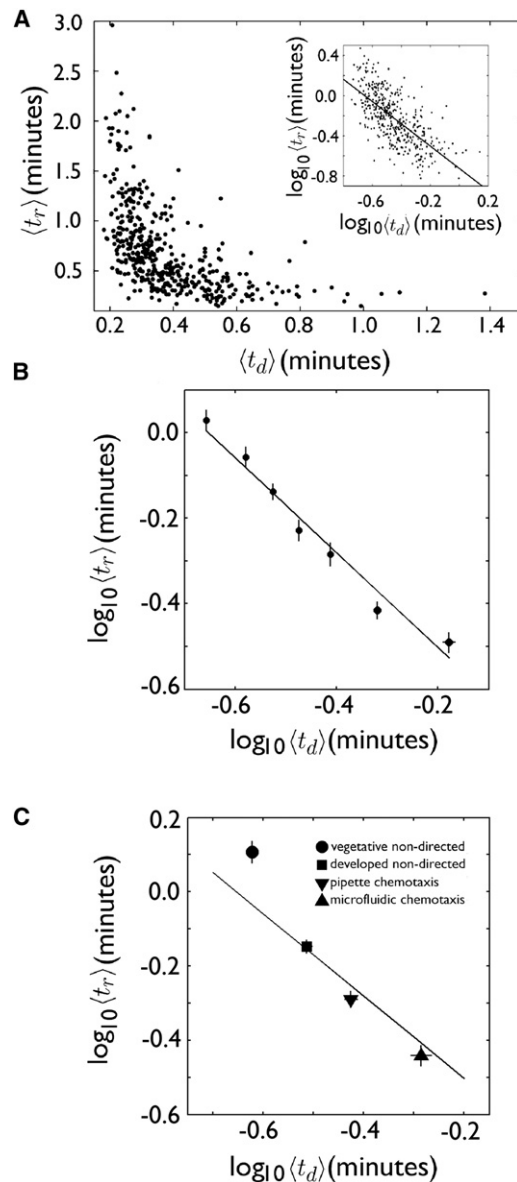 A
3.0
2.5
2.0
1.5
1.0
0.5
⟨t_r⟩ (minutes)
0.2 0.4 0.6 0.8 1.0 1.2 1.4
⟨t_d⟩ (minutes)
0.0
-0.4
-0.8
log10⟨t_r⟩ (minutes)
-0.6 -0.2 0.2
log10⟨t_d⟩ (minutes)
B
0.0
-0.2
-0.4
-0.6
log10⟨t_r⟩ (minutes)
-0.6 -0.4 -0.2
log10⟨t_d⟩ (minutes)
C
0.2
0.0
-0.2
-0.4
-0.6
log10⟨t_r⟩ (minutes)
vegetative non-directed
developed non-directed
pipette chemotaxis
microfluidic chemotaxis
-0.6 -0.4 -0.2
log10⟨t_d⟩ (minutes)